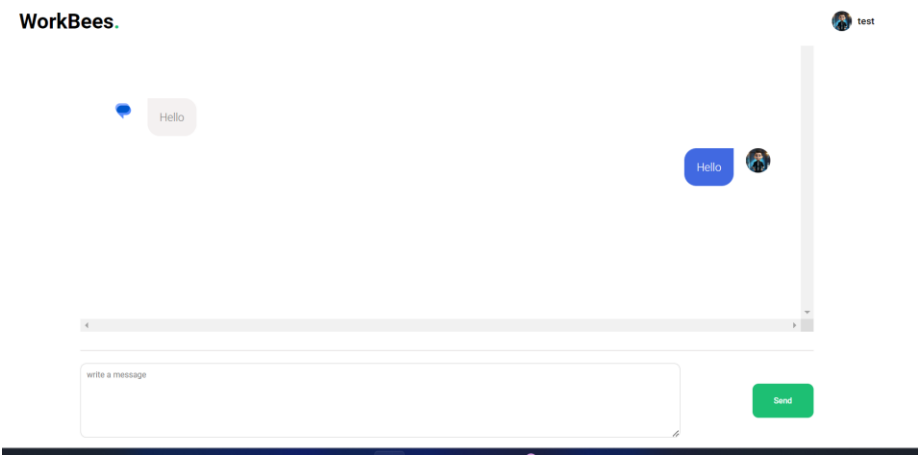 WorkBees.
test
Hello
Hello
write a message
Send